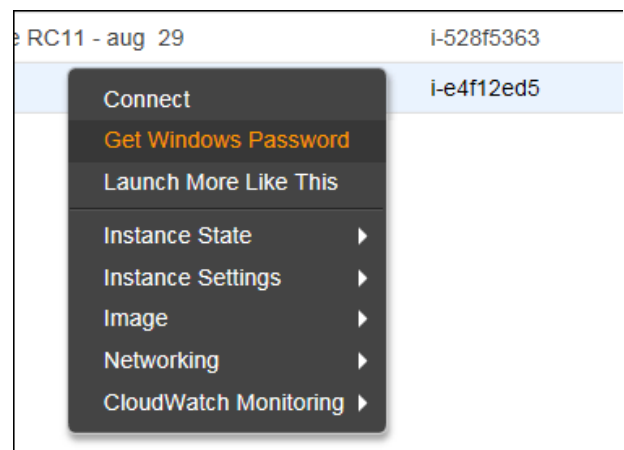 e RC11 - aug 29 i-528f5363
i-e4f12ed5
Connect
Get Windows Password
Launch More Like This
Instance State
Instance Settings
Image
Networking
CloudWatch Monitoring